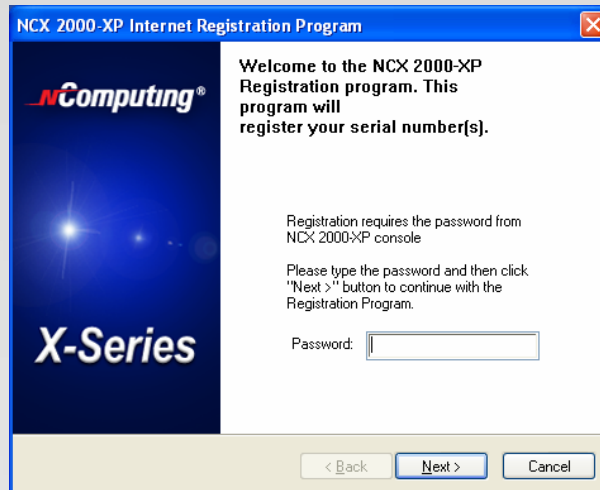 NCX 2000-XP Internet Registration Program
NComputing®
Welcome to the NCX 2000-XP
Registration program. This
program will
register your serial number(s).
Registration requires the password from
NCX 2000-XP console
Please type the password and then click
"Next >" button to continue with the
Registration Program.
Password:
X-Series
< Back
Next >
Cancel